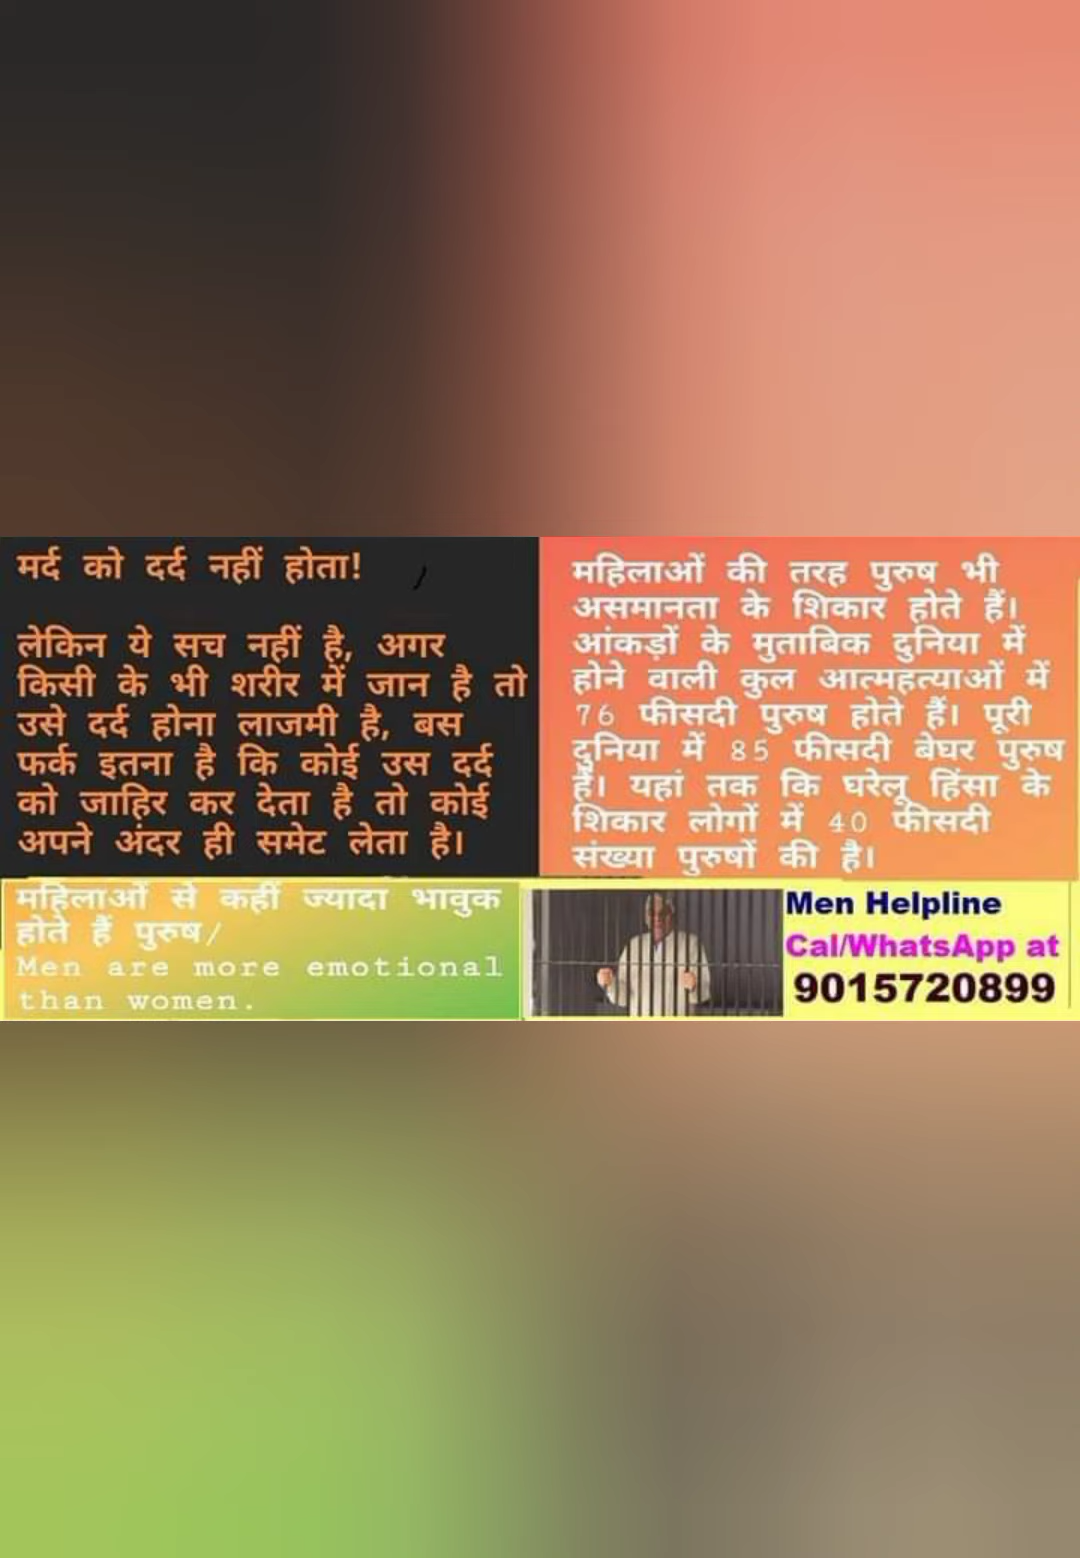 मर्द को दर्द नहीं होता!
लेकिन ये सच नहीं है, अगर
किसी के भी शरीर में जान है तो
उसे दर्द होना लाजमी है, बस
फर्क इतना है कि कोई उस दर्द
को जाहिर कर देता है तो कोई
अपने अंदर ही समेट लेता है।
महिलाओं की तरह पुरुष भी
असमानता के शिकार होते हैं।
आंकड़ों के मुताबिक दुनिया में
होने वाली कुल आत्महत्याओं में
76 फीसदी पुरुष होते हैं। पूरी
दुनिया में 85 फीसदी बेघर पुरुष
हैं। यहां तक कि घरेलू हिंसा के
शिकार लोगों में 40 फीसदी
संख्या पुरुषों की है।
महिलाओं से कहीं ज्यादा भावुक
होते हैं पुरुष/
Men are more emotional
than women.
Men Helpline
Cal/WhatsApp at
9015720899